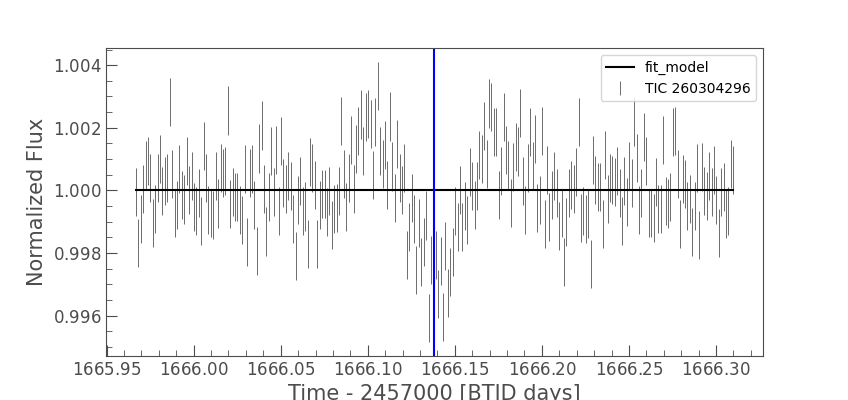 fit_model
TIC 260304296
1.004
1.002
1.000
0.998
0.996
Normalized Flux
1665.95 1666.00 1666.05 1666.10 1666.15 1666.20 1666.25 1666.30
Time - 2457000 [BTJD days]